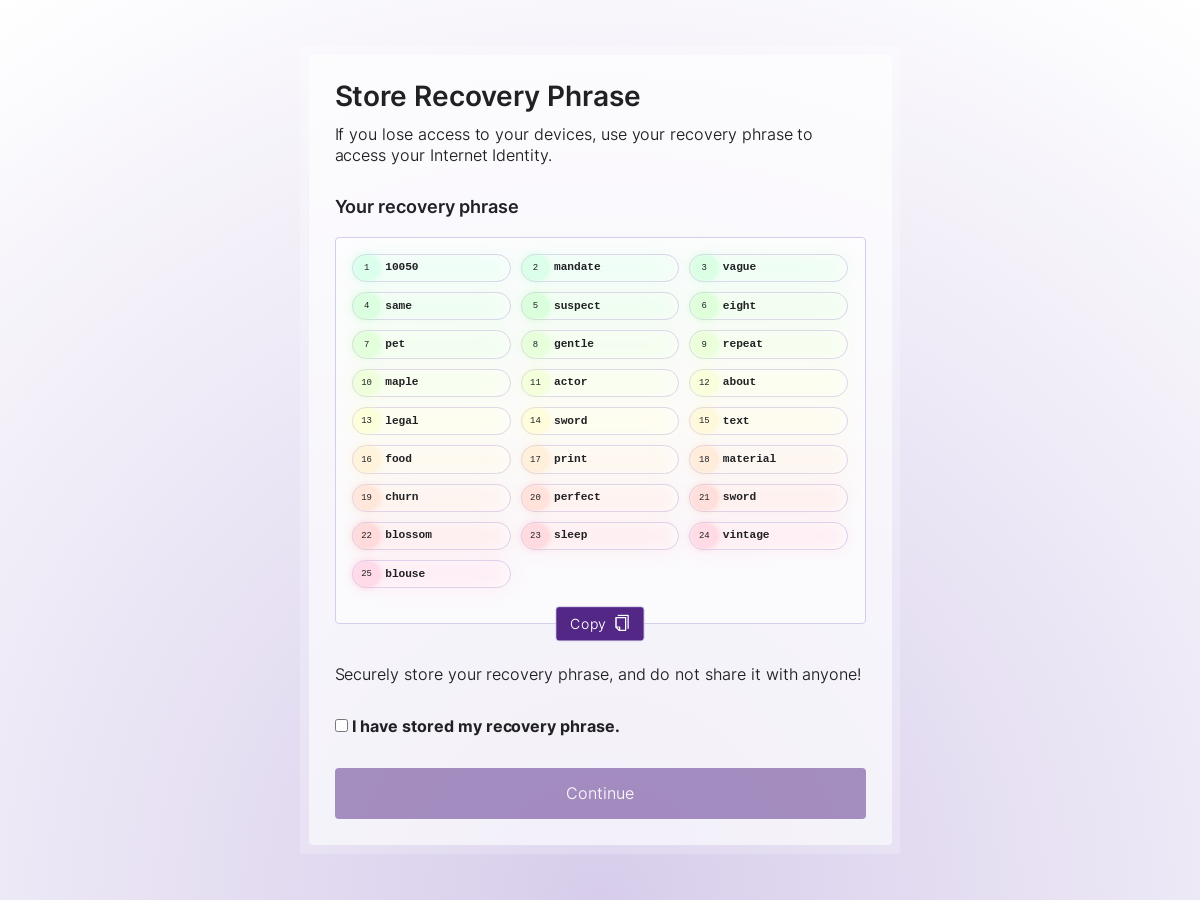 Store Recovery Phrase
If you lose access to your devices, use your recovery phrase to
access your Internet Identity.
Your recovery phrase
1 10050 2 mandate 3 vague
4 same 5 suspect 6 eight
7 pet 8 gentle 9 repeat
10 maple 11 actor 12 about
13 legal 14 sword 15 text
16 food 17 print 18 material
19 churn 20 perfect 21 sword
22 blossom 23 sleep 24 vintage
25 blouse
Copy
Securely store your recovery phrase, and do not share it with anyone!
I have stored my recovery phrase.
Continue